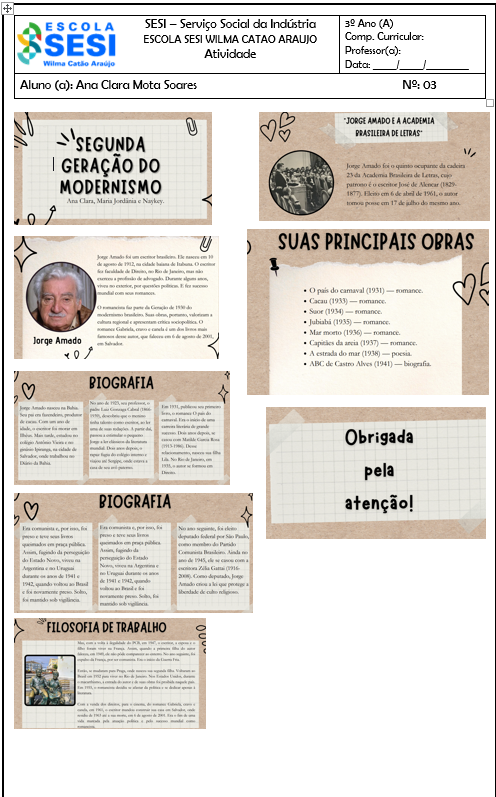 ESCOLA
SESI
Wilma Catão Araújo
SESI – Serviço Social da Indústria
ESCOLA SESI WILMA CATAO ARAUJO
Atividade
3º Ano (A)
Comp. Curricular:
Professor(a):
Data: ____/____/________
Aluno (a): Ana Clara Mota Soares
Nº: 03
SEGUNDA
GERAÇÃO DO
MODERNISMO
Ana Clara, Maria Jordânia e Naykey.
Jorge Amado foi um escritor brasileiro. Ele nasceu em 10
de agosto de 1912, na cidade baiana de Itabuna. O escritor
fez faculdade de Direito, no Rio de Janeiro, mas não
exerceu a profissão de advogado. Durante alguns anos,
viveu no exterior, por questões políticas. E fez sucesso
mundial com seus romances.
O romancista faz parte da Geração de 1930 do
modernismo brasileiro. Suas obras, portanto, valorizam a
cultura regional e apresentam crítica sociopolítica. O
romance Gabriela, cravo e canela é um dos livros mais
famosos desse autor, que faleceu em 6 de agosto de 2001,
em Salvador.
Jorge Amado
BIOGRAFIA
Jorge Amado nasceu na Bahia.
Seu pai era fazendeiro, produtor
de cacau. Com um ano de
idade, o escritor foi morar em
Ilhéus. Mais tarde, estudou no
colégio Antônio Vieira e no
ginásio Ipiranga, na cidade de
Salvador, onde trabalhou no
Diário da Bahia.
No ano de 1923, seu professor, o
padre Luiz Gonzaga Cabral (1866-
1939), descobriu que o menino
tinha talento como escritor, ao ler
uma de suas redações. A partir daí,
passou a estimular o pequeno
Jorge a ler clássicos da literatura
mundial. Dois anos depois, o
rapaz fugiu do colégio interno e
viajou até Sergipe, onde estava a
casa de seu avô paterno.
Em 1931, publicou seu primeiro
livro, o romance O país do
carnaval. Era o início de uma
carreira literária de grande
sucesso. Dois anos depois, se
casou com Matilde Garcia Rosa
(1913-1986). Desse
relacionamento, nasceu sua filha
Lila. No Rio de Janeiro, em
1935, o autor se formou em
Direito.
BIOGRAFIA
Era comunista e, por isso, foi
preso e teve seus livros
queimados em praça pública.
Assim, fugindo da perseguição
do Estado Novo, viveu na
Argentina e no Uruguai
durante os anos de 1941 e
1942, quando voltou ao Brasil
e foi novamente preso. Solto,
foi mantido sob vigilância.
Era comunista e, por isso, foi
preso e teve seus livros
queimados em praça pública.
Assim, fugindo da
perseguição do Estado
Novo, viveu na Argentina e
no Uruguai durante os anos
de 1941 e 1942, quando
voltou ao Brasil e foi
novamente preso. Solto, foi
mantido sob vigilância.
No ano seguinte, foi eleito
deputado federal por São Paulo,
como membro do Partido
Comunista Brasileiro. Ainda no
ano de 1945, ele se casou com a
escritora Zélia Gattai (1916-
2008). Como deputado, Jorge
Amado criou a lei que protege a
liberdade de culto religioso.
FILOSOFIA DE TRABALHO
"JORGE AMADO E A ACADEMIA
BRASILEIRA DE LETRAS"
Jorge Amado foi o quinto ocupante da cadeira
23 da Academia Brasileira de Letras, cujo
patrono é o escritor José de Alencar (1829-
1877). Eleito em 6 de abril de 1961, o autor
tomou posse em 17 de julho do mesmo ano.
SUAS PRINCIPAIS OBRAS
• O país do carnaval (1931) — romance.
• Cacau (1933) — romance.
• Suor (1934) — romance.
• Jubiabá (1935) — romance.
• Mar morto (1936) — romance.
• Capitães da areia (1937) — romance.
• A estrada do mar (1938) — poesia.
• ABC de Castro Alves (1941) — biografia.
Obrigada
pela
atenção!